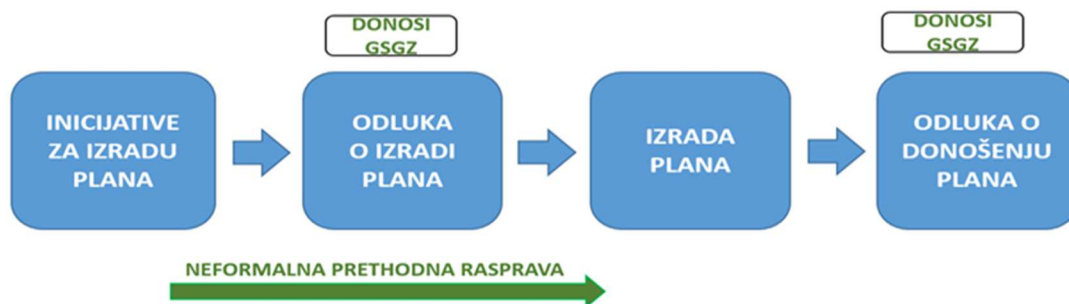 DONOSI
GSGZ
DONOSI
GSGZ
INICIJATIVE
ZA IZRADU
PLANA
ODLUKA
O IZRADI
PLANA
IZRADA
PLANA
ODLUKA O
DONOŠENJU
PLANA
NEFORMALNA PRETHODNA RASPRAVA